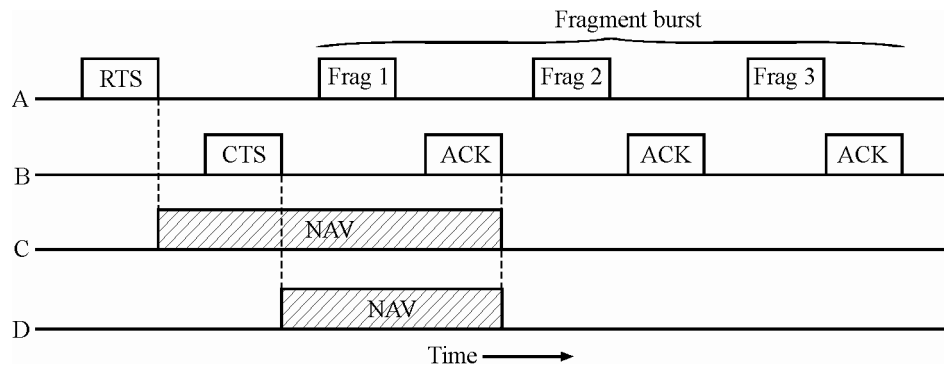 Fragment burst
A RTS Frag 1 Frag 2 Frag 3
B CTS ACK ACK ACK
C NAV
D NAV
Time